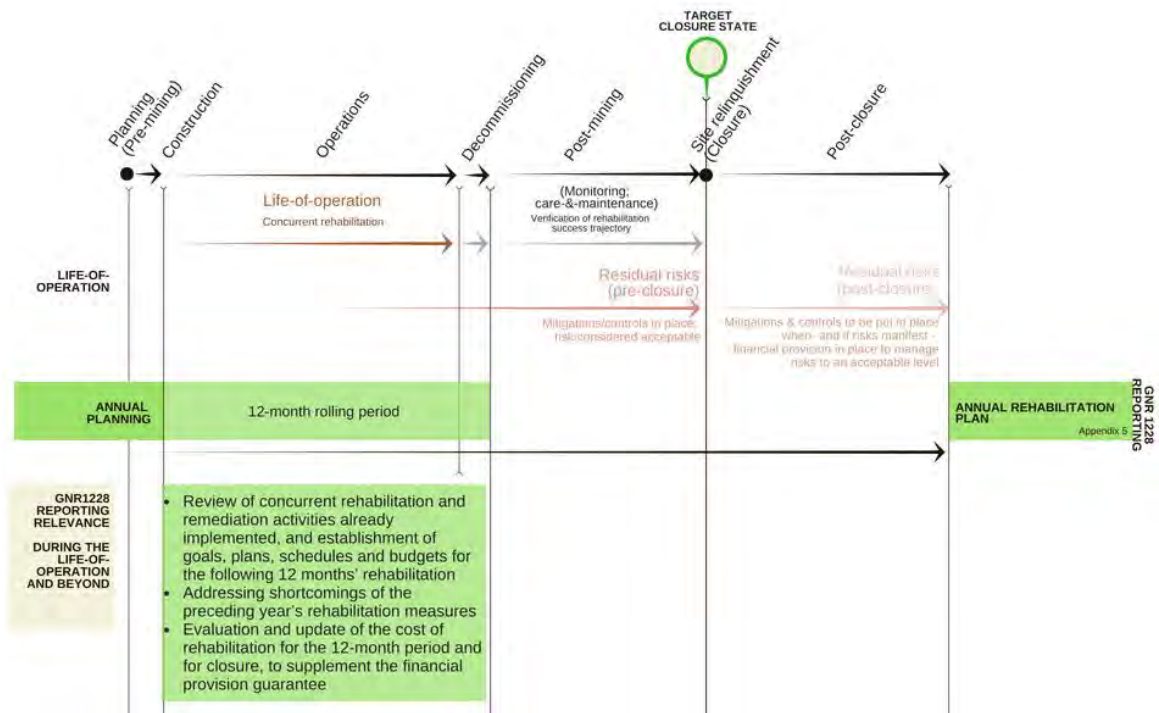 TARGET
CLOSURE STATE
Planning
(Pre-mining)
Construction
Operations
Decommissioning
Post-mining
Site relinquishment
(Closure)
Post-closure
Life-of-operation
Concurrent rehabilitation
(Monitoring;
care-&-maintenance)
Verification of rehabilitation
success trajectory
LIFE-OF-
OPERATION
Residual risks
(pre-closure)
Mitigations/controls in place;
risk considered acceptable
Residual risks
(post-closure)
Mitigations & controls to be put in place
when- and if risks manifest -
financial provision in place to manage
risks to an acceptable level
ANNUAL
PLANNING
12-month rolling period
ANNUAL REHABILITATION
PLAN
Appendix 5
GNR 1228
REPORTING
GNR1228
REPORTING
RELEVANCE
DURING THE
LIFE-OF-
OPERATION
AND BEYOND
• Review of concurrent rehabilitation and
remediation activities already
implemented, and establishment of
goals, plans, schedules and budgets for
the following 12 months' rehabilitation
• Addressing shortcomings of the
preceding year's rehabilitation measures
• Evaluation and update of the cost of
rehabilitation for the 12-month period and
for closure, to supplement the financial
provision guarantee